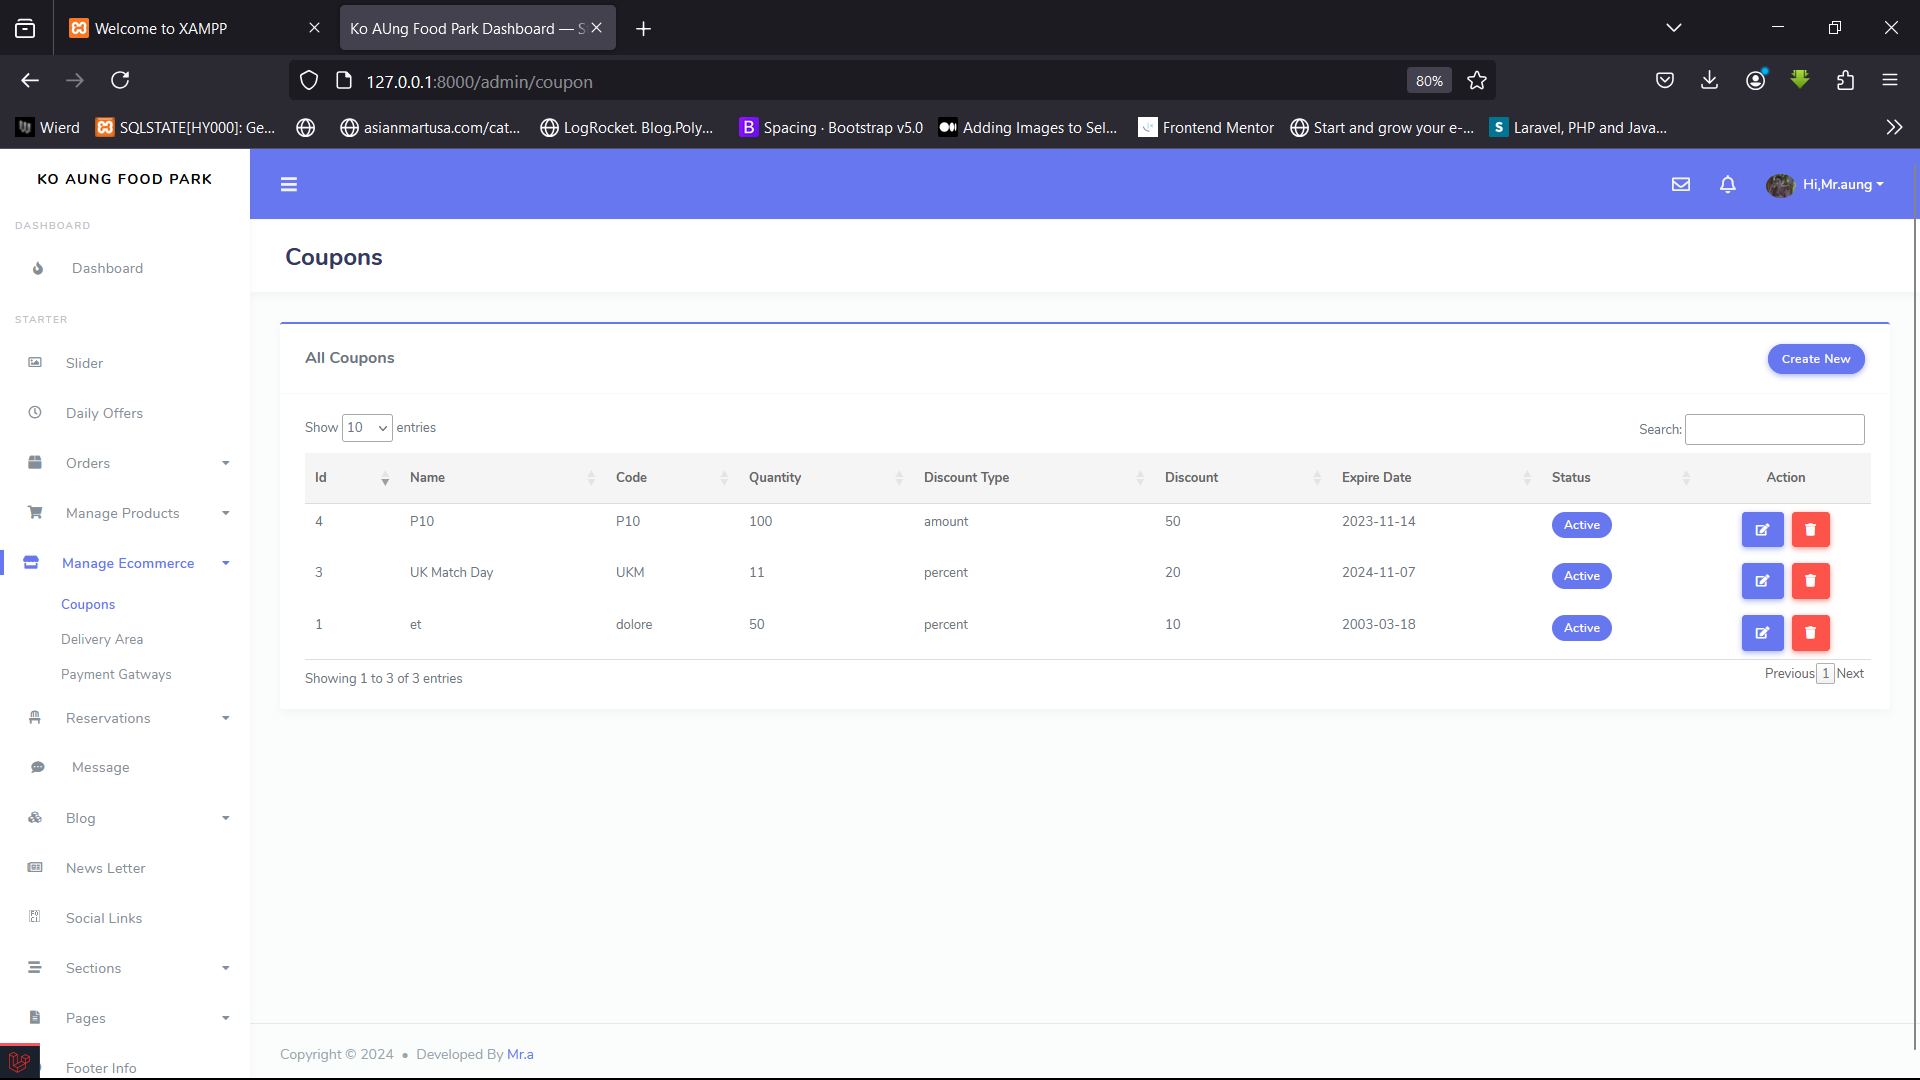 Welcome to XAMPP
Ko AUng Food Park Dashboard — S
127.0.0.1:8000/admin/coupon
80%
Wierd
SQLSTATE[HY000]: Ge...
asianmartusa.com/cat...
LogRocket. Blog.Poly...
B Spacing · Bootstrap v5.0
Adding Images to Sel...
Frontend Mentor
Start and grow your e-...
S Laravel, PHP and Java...
KO AUNG FOOD PARK
Hi,Mr.aung
DASHBOARD
Dashboard
STARTER
Slider
Daily Offers
Orders
Manage Products
Manage Ecommerce
Coupons
Delivery Area
Payment Gatways
Reservations
Message
Blog
News Letter
Social Links
Sections
Pages
Footer Info
Coupons
All Coupons
Create New
Show 10 entries
Search:
Id Name Code Quantity Discount Type Discount Expire Date Status Action
4 P10 P10 100 amount 50 2023-11-14 Active
3 UK Match Day UKM 11 percent 20 2024-11-07 Active
1 et dolore 50 percent 10 2003-03-18 Active
Showing 1 to 3 of 3 entries
Previous 1 Next
Copyright © 2024 • Developed By Mr.a